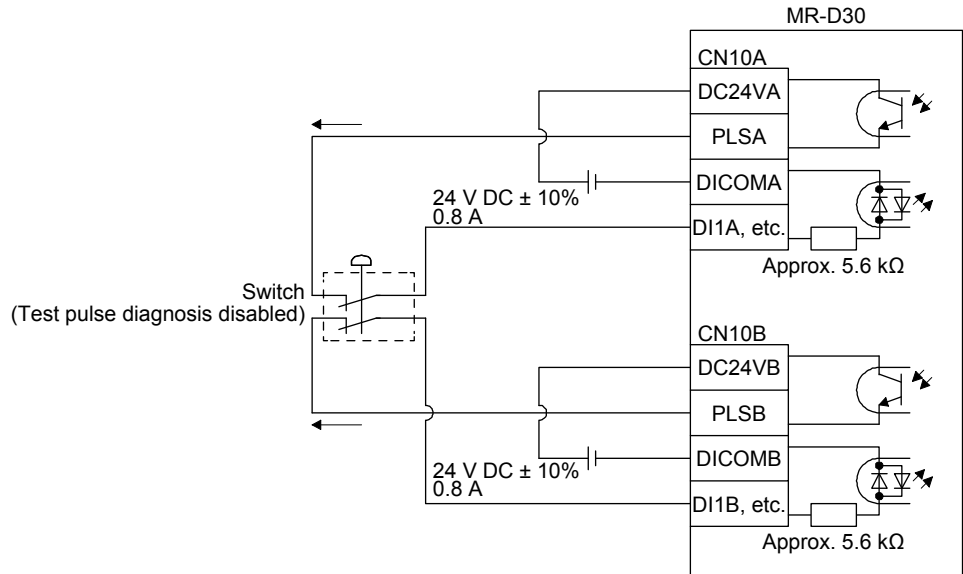 MR-D30
CN10A
DC24VA
PLSA
DICOMA
24 V DC ± 10%
0.8 A
DI1A, etc.
Approx. 5.6 kΩ
Switch
(Test pulse diagnosis disabled)
CN10B
DC24VB
PLSB
DICOMB
24 V DC ± 10%
0.8 A
DI1B, etc.
Approx. 5.6 kΩ